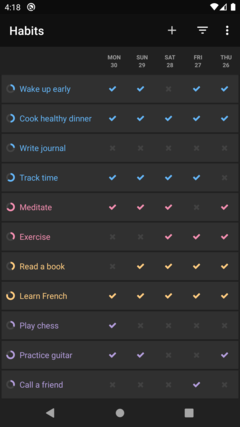 4:18
Habits
MON SUN SAT FRI THU
30 29 28 27 26
Wake up early
Cook healthy dinner
Write journal
Track time
Meditate
Exercise
Read a book
Learn French
Play chess
Practice guitar
Call a friend